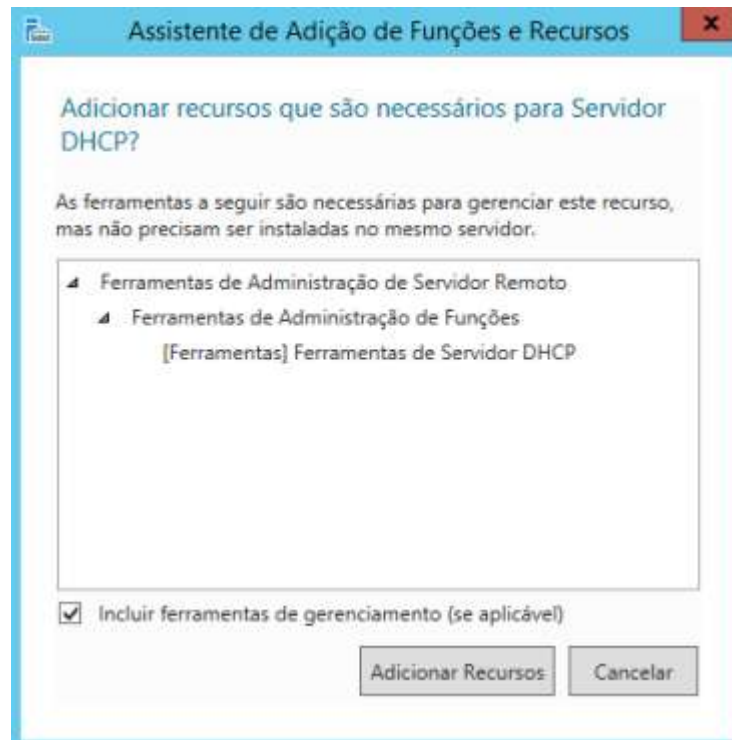 Assistente de Adição de Funções e Recursos
Adicionar recursos que são necessários para Servidor
DHCP?
As ferramentas a seguir são necessárias para gerenciar este recurso,
mas não precisam ser instaladas no mesmo servidor.
Ferramentas de Administração de Servidor Remoto
Ferramentas de Administração de Funções
[Ferramentas] Ferramentas de Servidor DHCP
Incluir ferramentas de gerenciamento (se aplicável)
Adicionar Recursos Cancelar